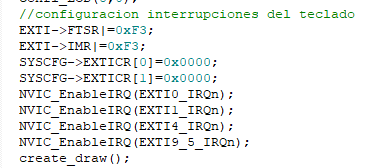 //configuracion interrupciones del teclado
EXTI->FTSR|=0xF3;
EXTI->IMR|=0xF3;
SYSCFG->EXTICR[0]=0x0000;
SYSCFG->EXTICR[1]=0x0000;
NVIC_EnableIRQ(EXTI0_IRQn);
NVIC_EnableIRQ(EXTI1_IRQn);
NVIC_EnableIRQ(EXTI4_IRQn);
NVIC_EnableIRQ(EXTI9_5_IRQn);
create_draw();